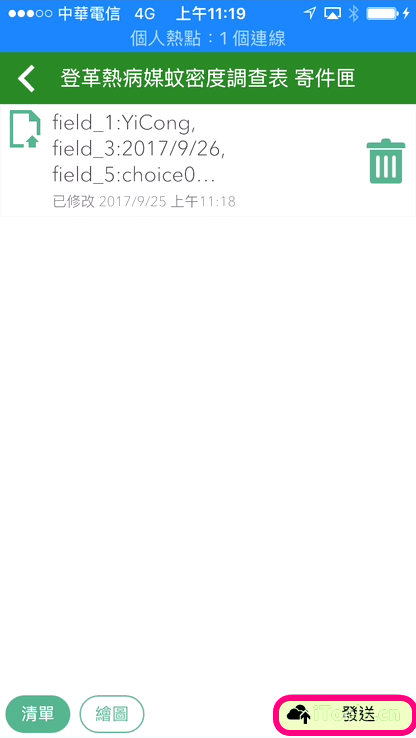 中華電信 4G 上午11:19
個人熱點：1 個連線
登革熱病媒蚊密度調查表 寄件匣
field_1:YiCong,
field_3:2017/9/26,
field_5:choice0...
已修改 2017/9/25 上午11:18
清單 繪圖 發送